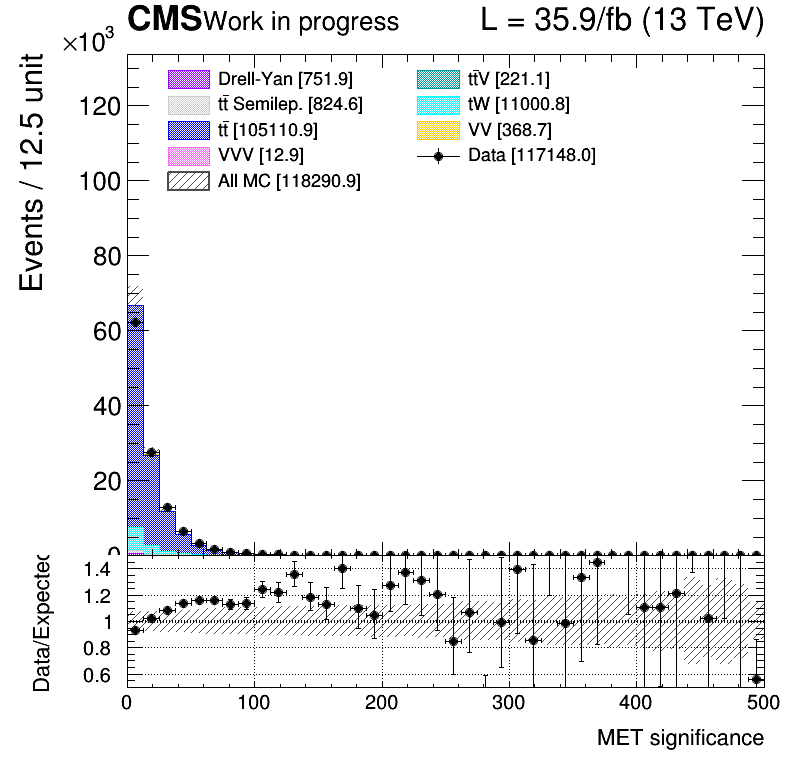 CMS Work in progress L = 35.9/fb (13 TeV)
×10³
Events / 12.5 unit
120
100
80
60
40
20
0
Drell-Yan [751.9]
tt̄ Semilep. [824.6]
tt̄ [105110.9]
VVV [12.9]
All MC [118290.9]
tt̄V [221.1]
tW [11000.8]
VV [368.7]
Data [117148.0]
Data/Expected
1.4
1.2
1
0.8
0.6
0 100 200 300 400 500
MET significance